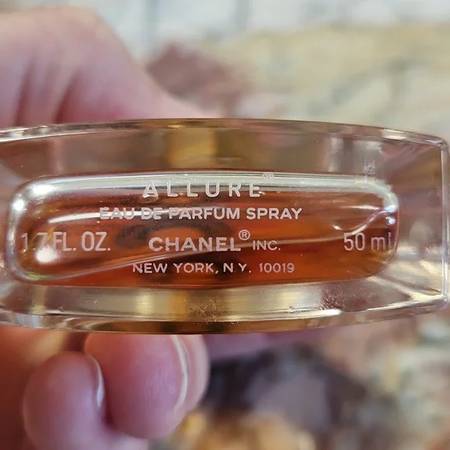 ALLURE®
EAU DE PARFUM SPRAY
1.7 FL. OZ. CHANEL® INC. 50 ml
NEW YORK, N.Y. 10019